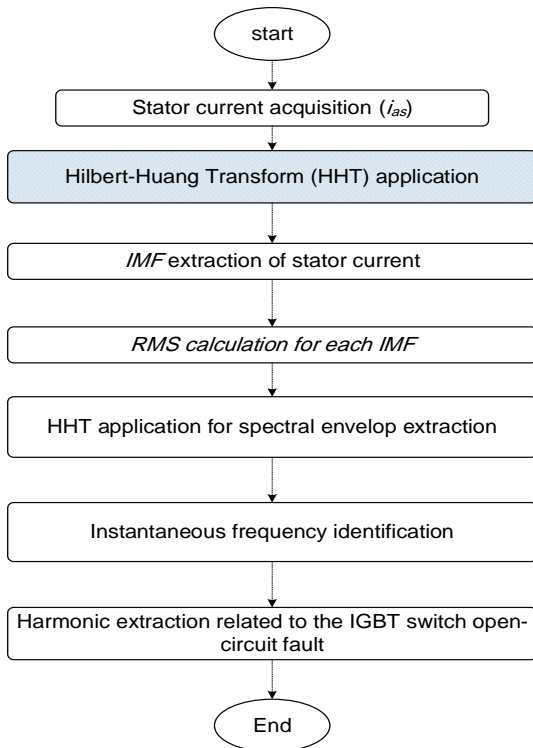 start
Stator current acquisition (ias)
Hilbert-Huang Transform (HHT) application
IMF extraction of stator current
RMS calculation for each IMF
HHT application for spectral envelop extraction
Instantaneous frequency identification
Harmonic extraction related to the IGBT switch open-
circuit fault
End